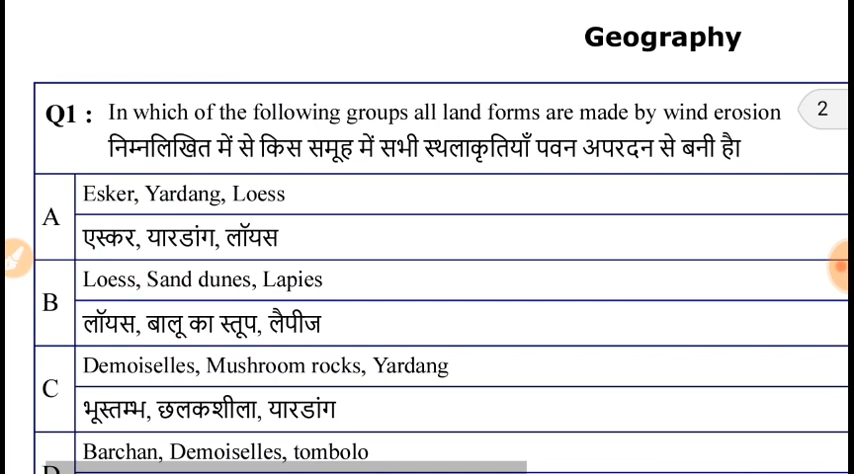 Geography
Q1 : In which of the following groups all land forms are made by wind erosion
2
निम्नलिखित में से किस समूह में सभी स्थलाकृतियाँ पवन अपरदन से बनी हैा
A
Esker, Yardang, Loess
एस्कर, यारडांग, लॉयस
B
Loess, Sand dunes, Lapies
लॉयस, बालू का स्तूप, लैपीज
C
Demoiselles, Mushroom rocks, Yardang
भूस्तम्भ, छलकशीला, यारडांग
D
Barchan, Demoiselles, tombolo